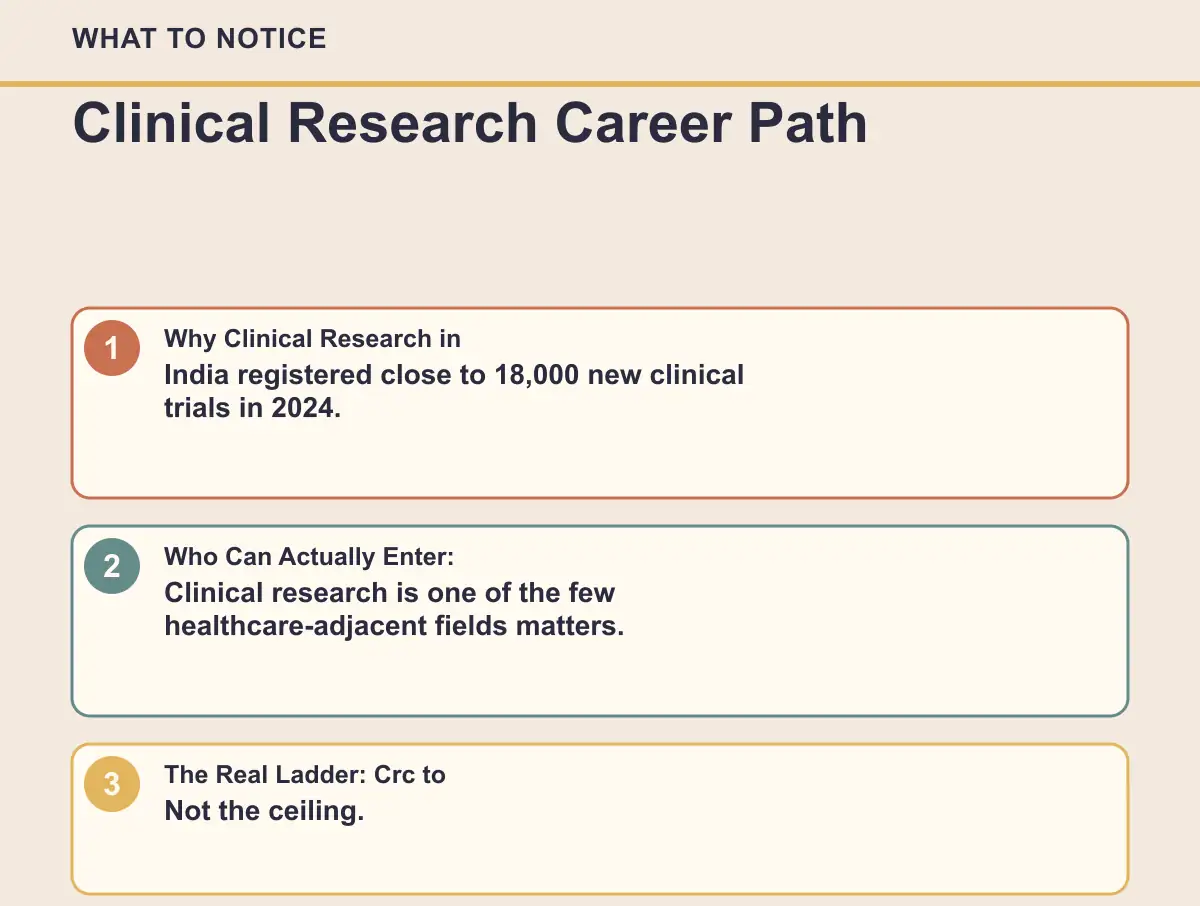 WHAT TO NOTICE
Clinical Research Career Path
1
Why Clinical Research in
India registered close to 18,000 new clinical
trials in 2024.
2
Who Can Actually Enter:
Clinical research is one of the few
healthcare-adjacent fields matters.
3
The Real Ladder: Crc to
Not the ceiling.